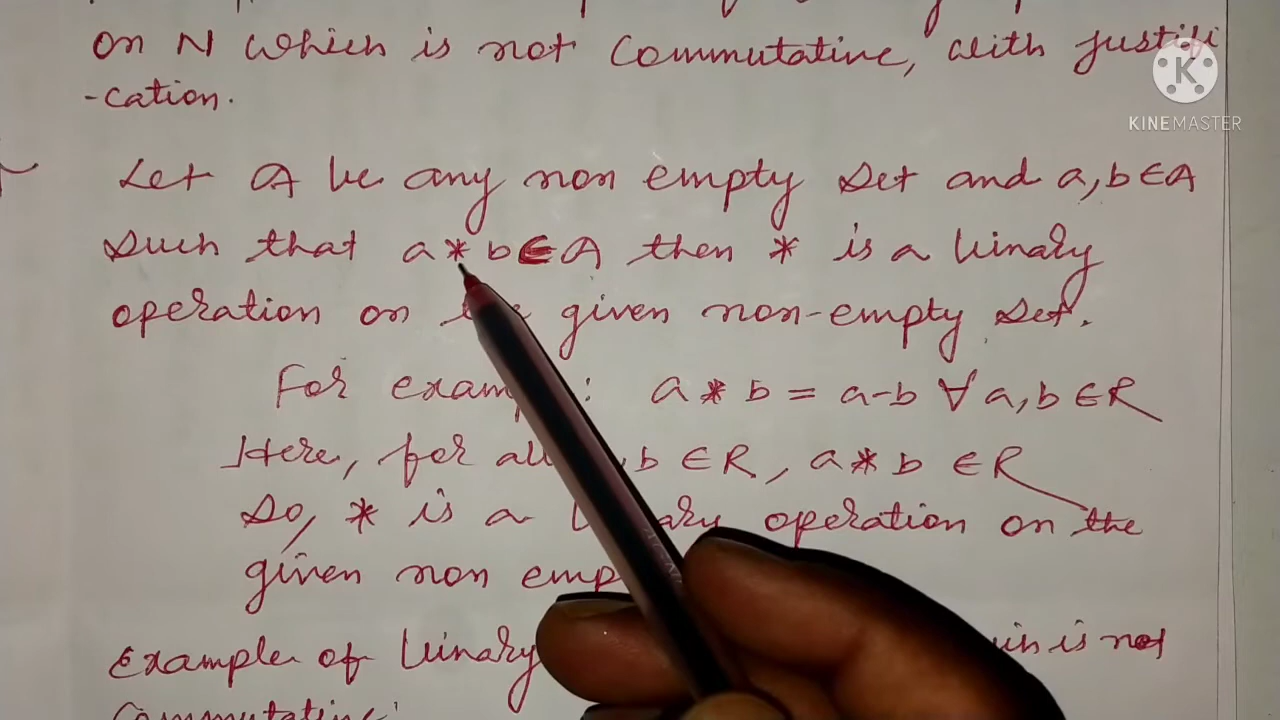 on N which is not commutative, with justifi
-cation.
Let A be any non empty set and a, b ∈ A
such that a * b ∈ A then * is a binary
operation on given non-empty set.
For : a * b = a-b ∀ a, b ∈ R
Here, for all b ∈ R, a * b ∈ R
So, * is a operation on the
given non
Example of binary is not
commutative:
K
KINEMASTER